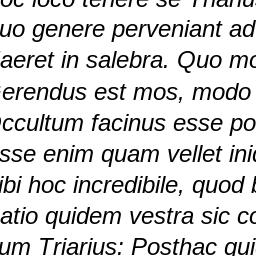 oc loco tenere se Triarius
uo genere perveniant ad
aeret in salebra. Quo mo
erendus est mos, modo
ccultum facinus esse po
sse enim quam vellet ini
ibi hoc incredibile, quod b
atio quidem vestra sic co
um Triarius: Posthac qui